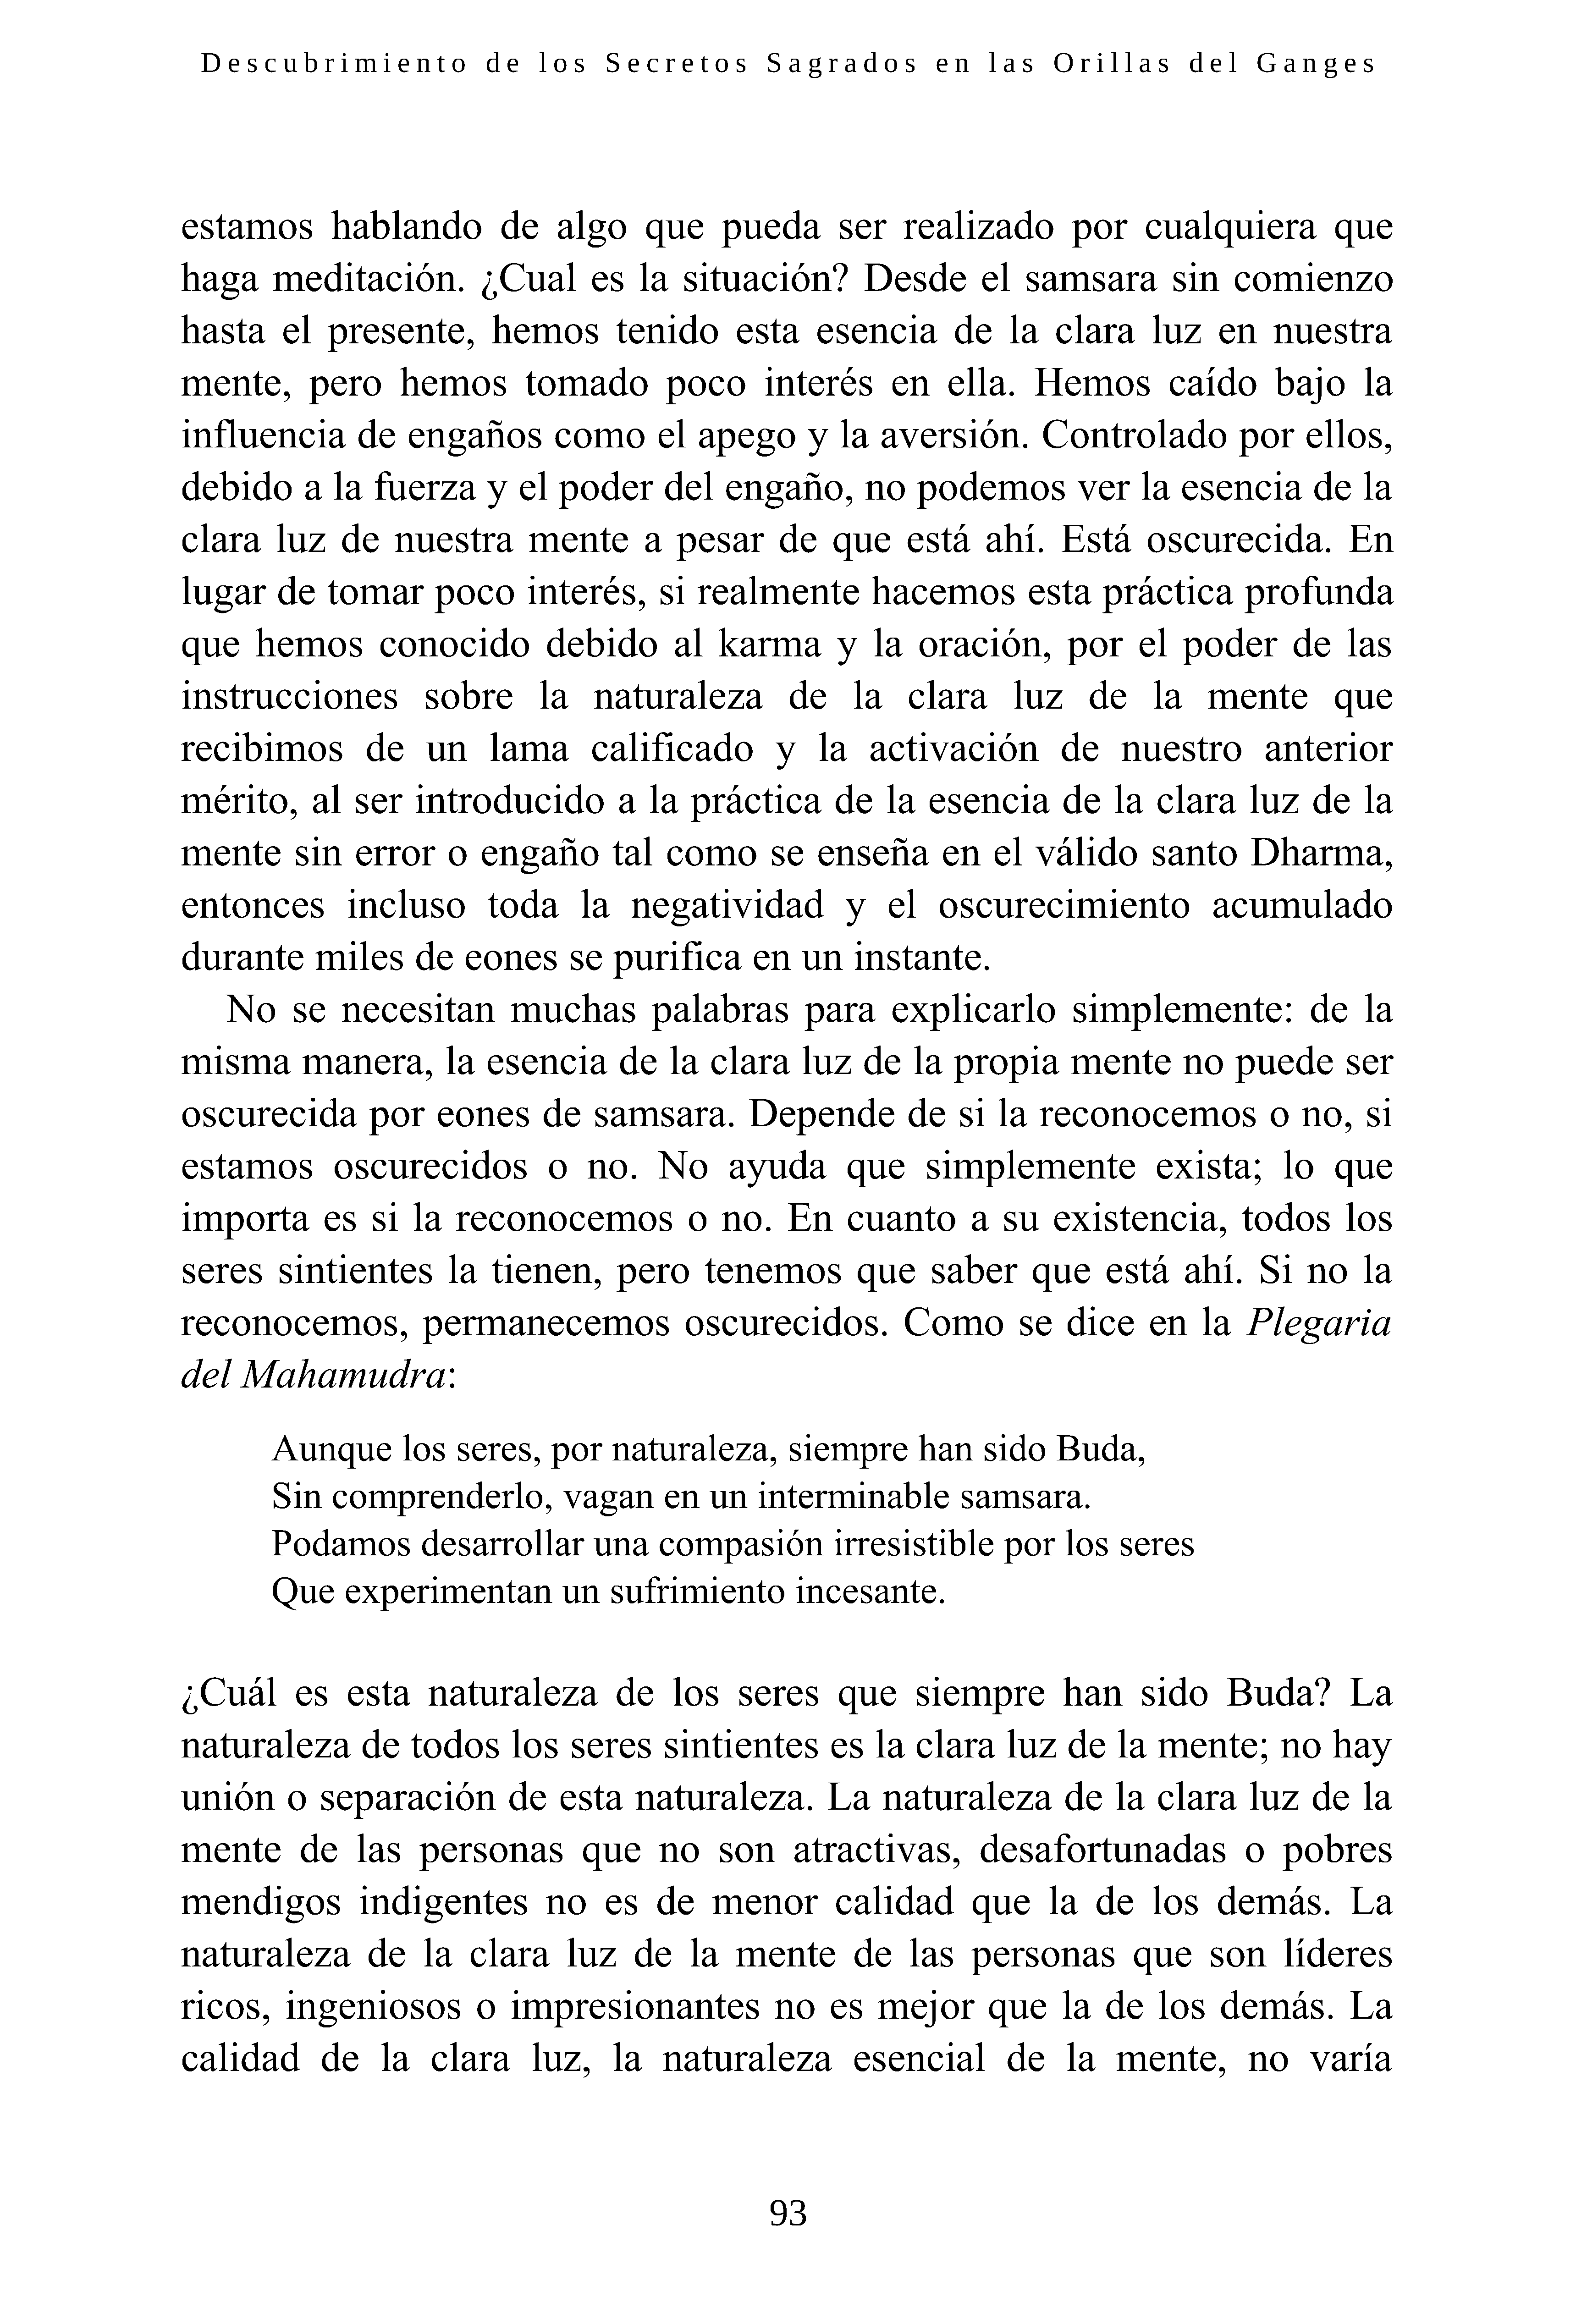 Descubrimiento de los Secretos Sagrados en las Orillas del Ganges
estamos hablando de algo que pueda ser realizado por cualquiera que
haga meditación. ¿Cual es la situación? Desde el samsara sin comienzo
hasta el presente, hemos tenido esta esencia de la clara luz en nuestra
mente, pero hemos tomado poco interés en ella. Hemos caído bajo la
influencia de engaños como el apego y la aversión. Controlado por ellos,
debido a la fuerza y el poder del engaño, no podemos ver la esencia de la
clara luz de nuestra mente a pesar de que está ahí. Está oscurecida. En
lugar de tomar poco interés, si realmente hacemos esta práctica profunda
que hemos conocido debido al karma y la oración, por el poder de las
instrucciones sobre la naturaleza de la clara luz de la mente que
recibimos de un lama calificado y la activación de nuestro anterior
mérito, al ser introducido a la práctica de la esencia de la clara luz de la
mente sin error o engaño tal como se enseña en el válido santo Dharma,
entonces incluso toda la negatividad y el oscurecimiento acumulado
durante miles de eones se purifica en un instante.
No se necesitan muchas palabras para explicarlo simplemente: de la
misma manera, la esencia de la clara luz de la propia mente no puede ser
oscurecida por eones de samsara. Depende de si la reconocemos o no, si
estamos oscurecidos o no. No ayuda que simplemente exista; lo que
importa es si la reconocemos o no. En cuanto a su existencia, todos los
seres sintientes la tienen, pero tenemos que saber que está ahí. Si no la
reconocemos, permanecemos oscurecidos. Como se dice en la Plegaria
del Mahamudra:
Aunque los seres, por naturaleza, siempre han sido Buda,
Sin comprenderlo, vagan en un interminable samsara.
Podamos desarrollar una compasión irresistible por los seres
Que experimentan un sufrimiento incesante.
¿Cuál es esta naturaleza de los seres que siempre han sido Buda? La
naturaleza de todos los seres sintientes es la clara luz de la mente; no hay
unión o separación de esta naturaleza. La naturaleza de la clara luz de la
mente de las personas que no son atractivas, desafortunadas o pobres
mendigos indigentes no es de menor calidad que la de los demás. La
naturaleza de la clara luz de la mente de las personas que son líderes
ricos, ingeniosos o impresionantes no es mejor que la de los demás. La
calidad de la clara luz, la naturaleza esencial de la mente, no varía
93